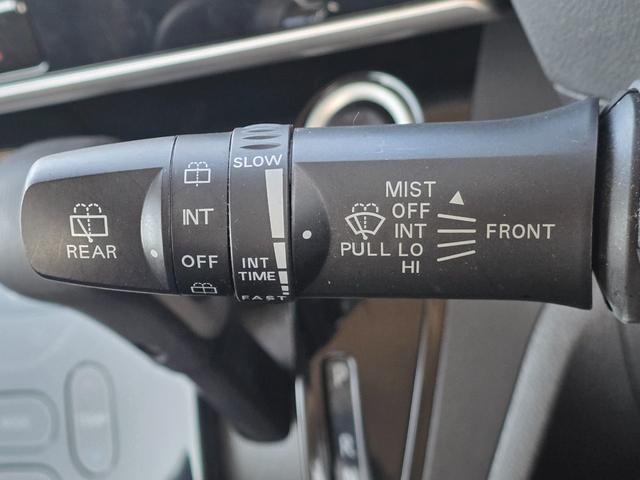 REAR
INT
OFF
SLOW
INT
TIME
FAST
MIST
OFF
INT
PULL LO
HI
FRONT
P